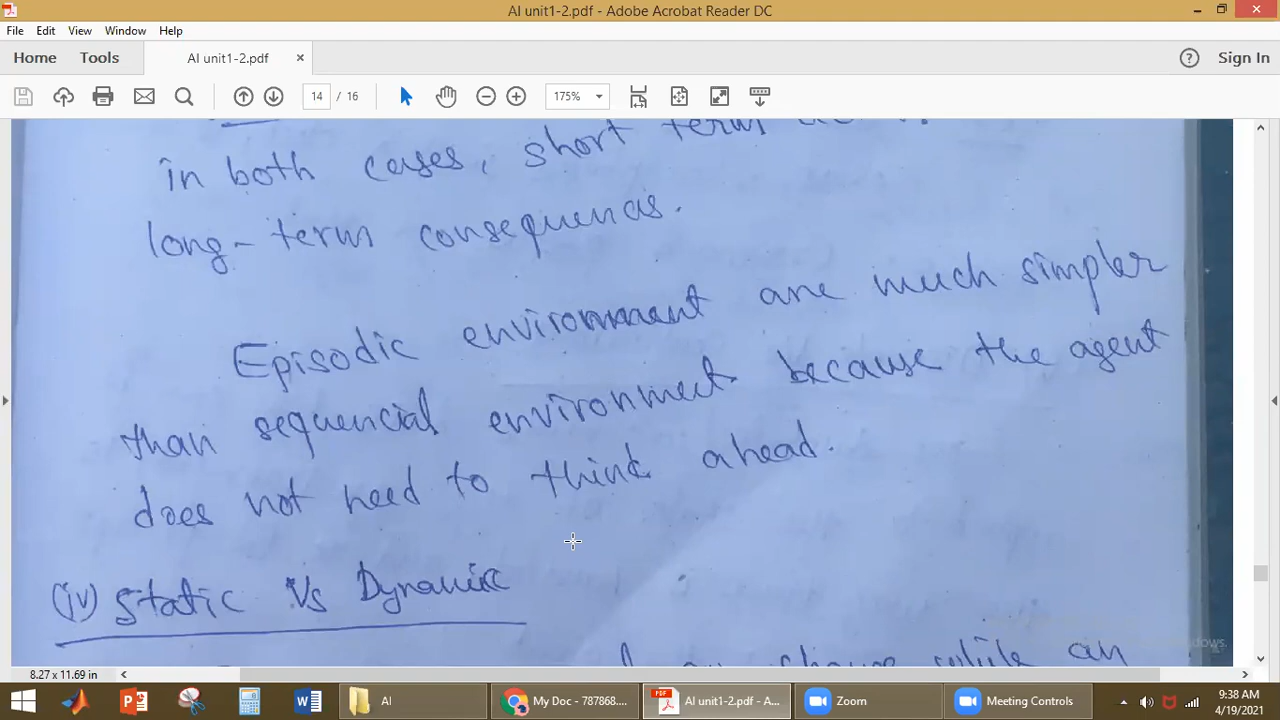 AI unit1-2.pdf - Adobe Acrobat Reader DC
File Edit View Window Help
Home Tools AI unit1-2.pdf × ? Sign In
14 / 16 175%
in both cases, short term
long-term consequences.
Episodic environment are much simpler
than sequencial environment because the agent
does not need to think ahead.
(iv) Static Vs Dynamic
change while an
8.27 x 11.69 in
AI My Doc - 787868.... AI unit1-2.pdf - A... Zoom Meeting Controls 9:38 AM
4/19/2021